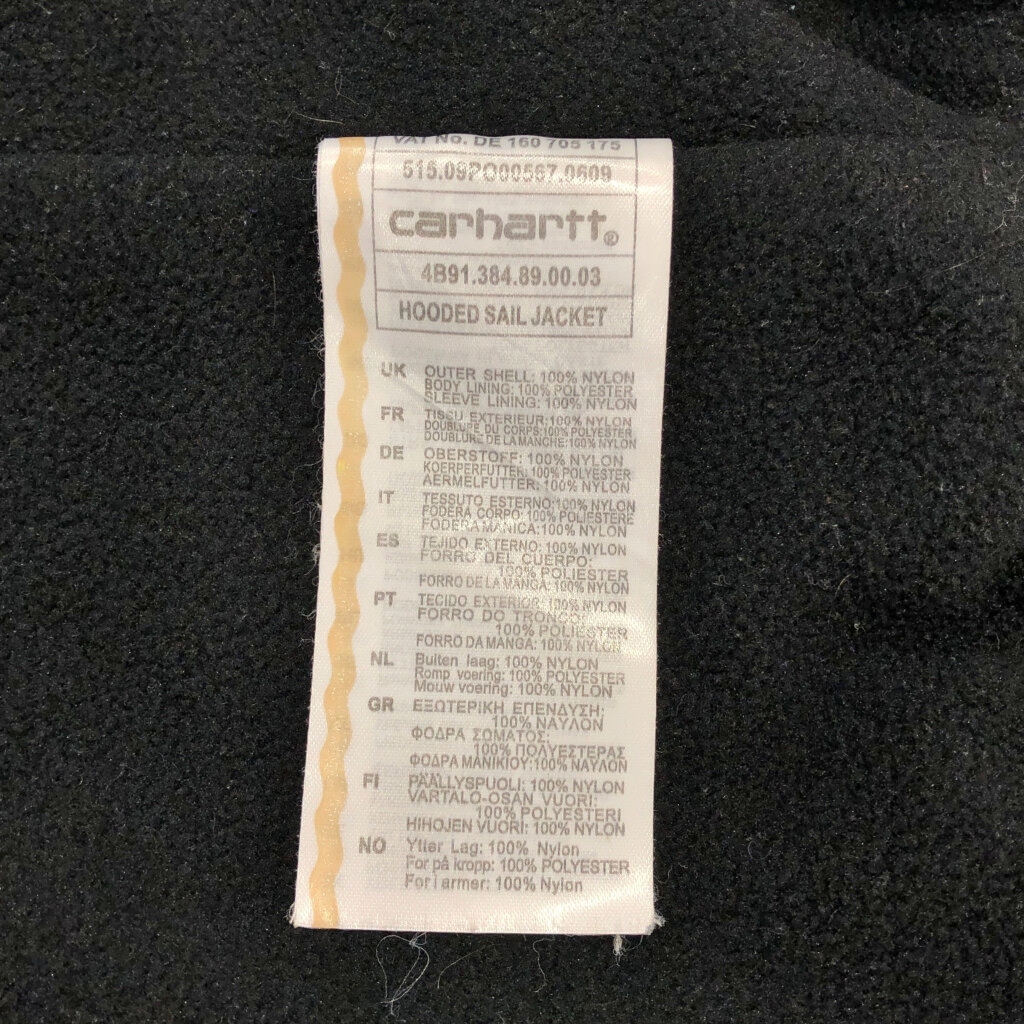 VAT No. DE 160 705 175
515.09PO00567.0609
carhartt®
4B91.384.89.00.03
HOODED SAIL JACKET
UK OUTER SHELL: 100% NYLON
BODY LINING: 100% POLYESTER
SLEEVE LINING: 100% NYLON
FR TISSU EXTERIEUR:100% NYLON
DOUBLURE DU CORPS:100% POLYESTER
DOUBLURE DE LA MANCHE:100% NYLON
DE OBERSTOFF: 100% NYLON
KOERPERFUTTER: 100% POLYESTER
AERMELFUTTER: 100% NYLON
IT TESSUTO ESTERNO:100% NYLON
FODERA CORPO: 100% POLIESTERE
FODERA MANICA:100% NYLON
ES TEJIDO EXTERNO: 100% NYLON
FORRO DEL CUERPO:
100% POLIESTER
FORRO DE LA MANGA: 100% NYLON
PT TECIDO EXTERIOR: 100% NYLON
FORRO DO TRONCO:
100% POLIESTER
FORRO DA MANGA: 100% NYLON
NL Buiten laag: 100% NYLON
Romp voering: 100% POLYESTER
Mouw voering: 100% NYLON
GR ΕΞΩΤΕΡΙΚΗ ΕΠΕΝΔΥΣΗ:
100% ΝΑΥΛΟΝ
ΦΟΔΡΑ ΣΩΜΑΤΟΣ:
100% ΠΟΛΥΕΣΤΕΡΑΣ
ΦΟΔΡΑ ΜΑΝΙΚΙΟΥ:100% ΝΑΥΛΟΝ
FI PÄÄLLYSPUOLI: 100% NYLON
VARTALO-OSAN VUORI:
100% POLYESTERI
HIHOJEN VUORI: 100% NYLON
NO Ytter Lag: 100% Nylon
For på kropp: 100% POLYESTER
For i armer: 100% Nylon